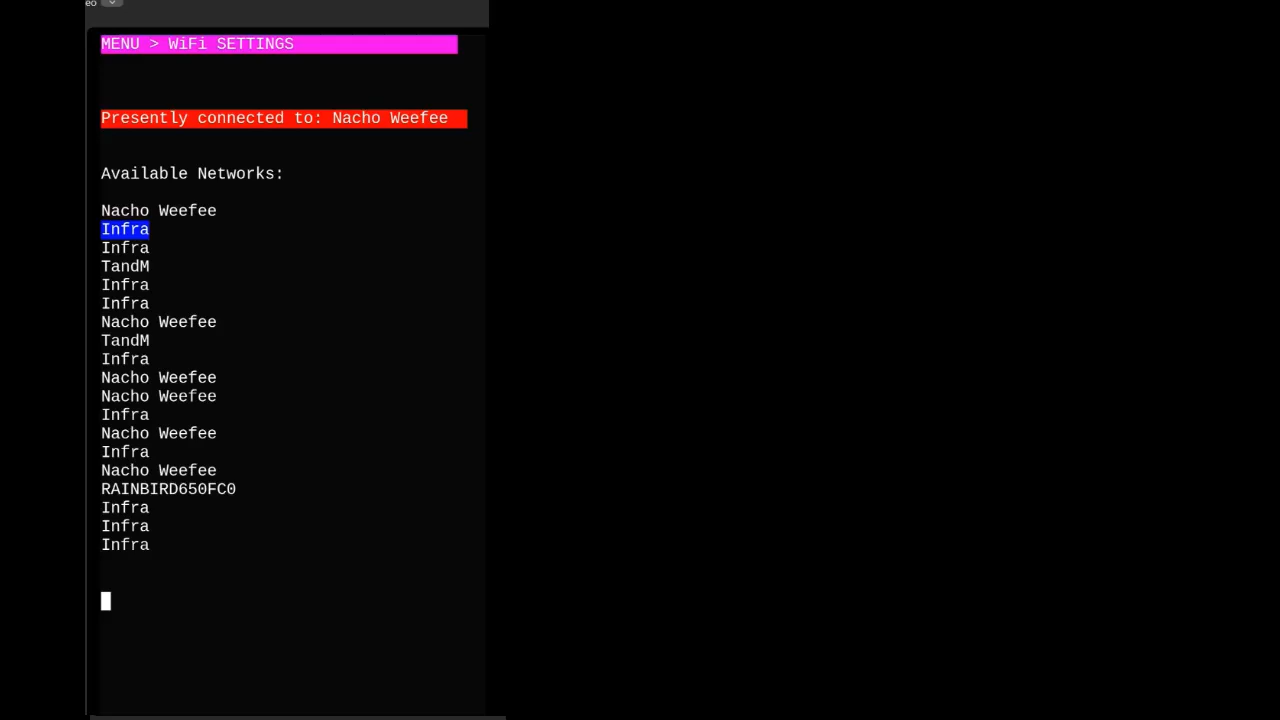 eo
MENU > WiFi SETTINGS
Presently connected to: Nacho Weefee
Available Networks:
Nacho Weefee
Infra
Infra
TandM
Infra
Infra
Nacho Weefee
TandM
Infra
Nacho Weefee
Nacho Weefee
Infra
Nacho Weefee
Infra
Nacho Weefee
RAINBIRD650FC0
Infra
Infra
Infra